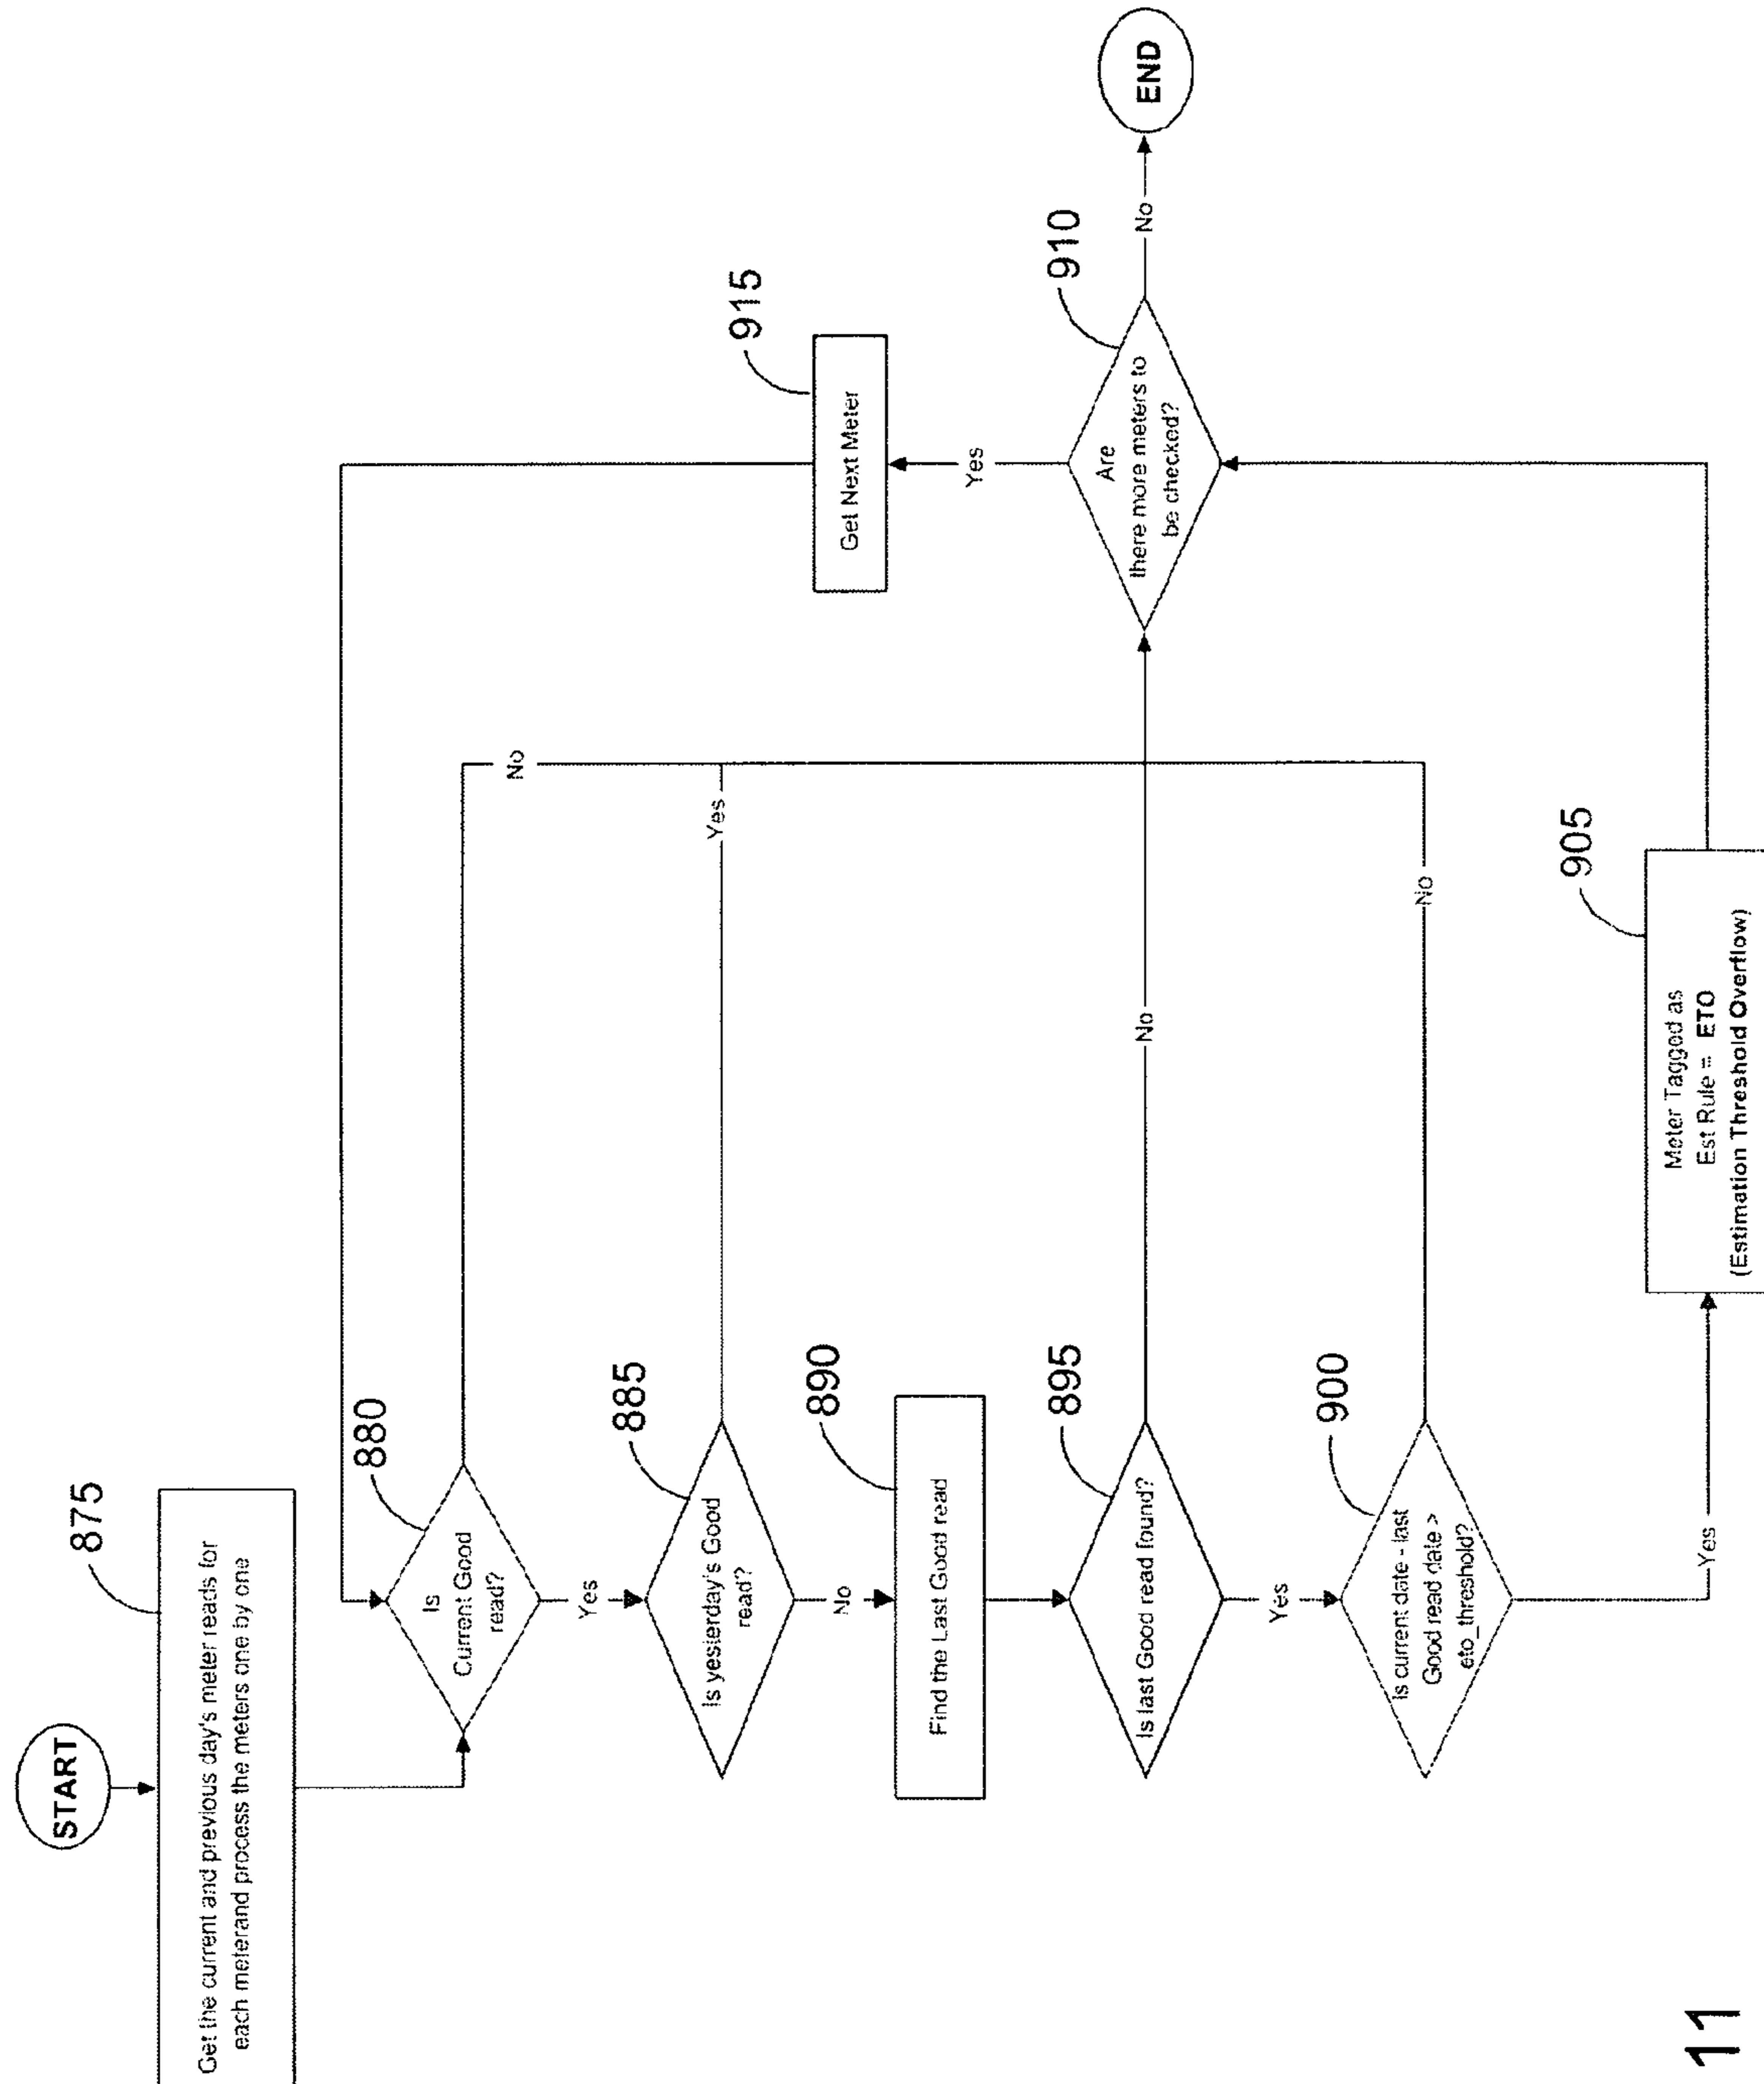 START
875
Get the current and previous day's meter reads for
each meterand process the meters one by one
880
Is
Current Good
read?
No
Yes
885
Is yesterday's Good
read?
Yes
No
890
Find the Last Good read
895
Is last Good read found?
No
Yes
900
Is current date - last
Good read date >
eto_threshold?
No
Yes
905
Meter Tagged as
Est Rule = ETO
(Estimation Threshold Overflow)
910
Are
there more meters to
be checked?
Yes
No
915
Get Next Meter
END
11